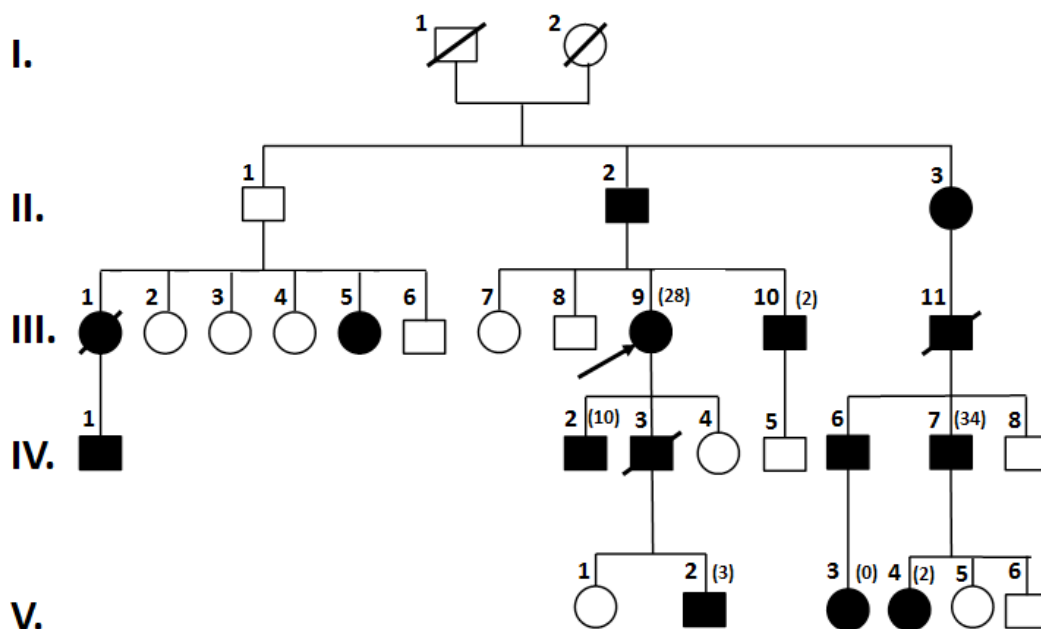 I. 1 2
II. 1 2 3
III. 1 2 3 4 5 6 7 8 9 (28) 10 (2) 11
IV. 1 2 (10) 3 4 5 6 7 (34) 8
V. 1 2 (3) 3 (0) 4 (2) 5 6